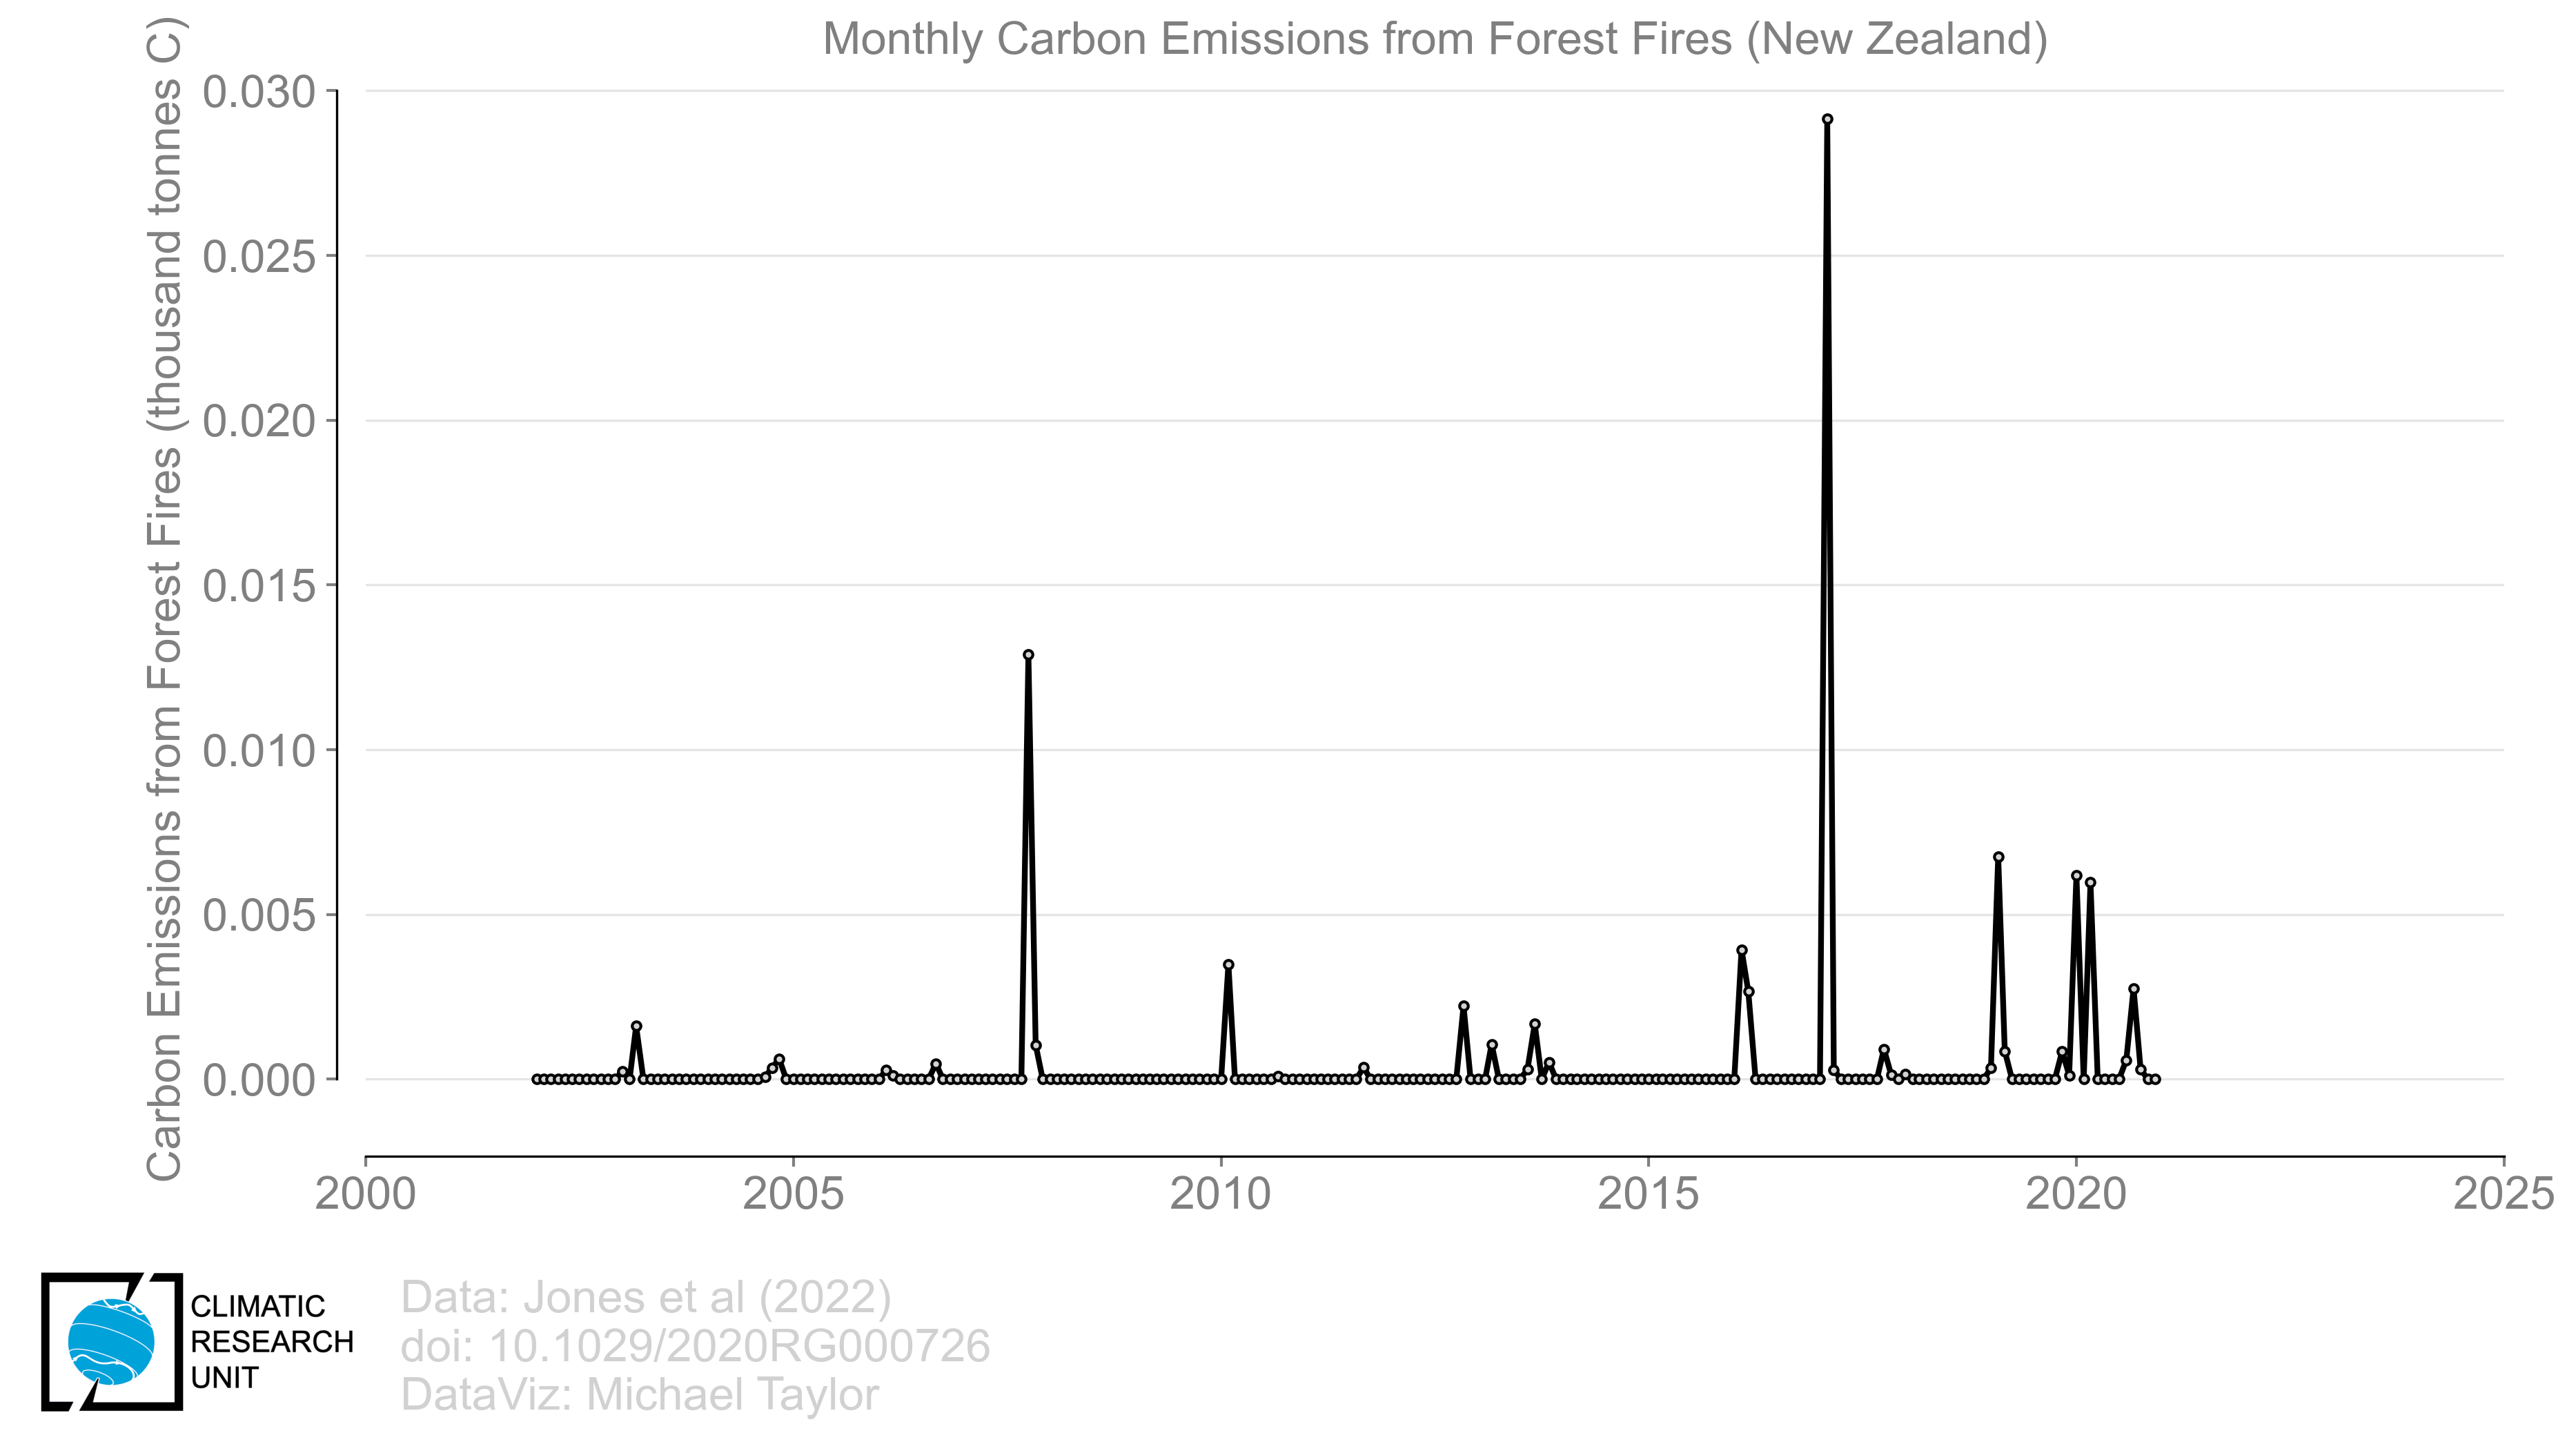 Monthly Carbon Emissions from Forest Fires (New Zealand)
Carbon Emissions from Forest Fires (thousand tonnes C)
0.030
0.025
0.020
0.015
0.010
0.005
0.000
2000
2005
2010
2015
2020
2025
CLIMATIC
RESEARCH
UNIT
Data: Jones et al (2022)
doi: 10.1029/2020RG000726
DataViz: Michael Taylor